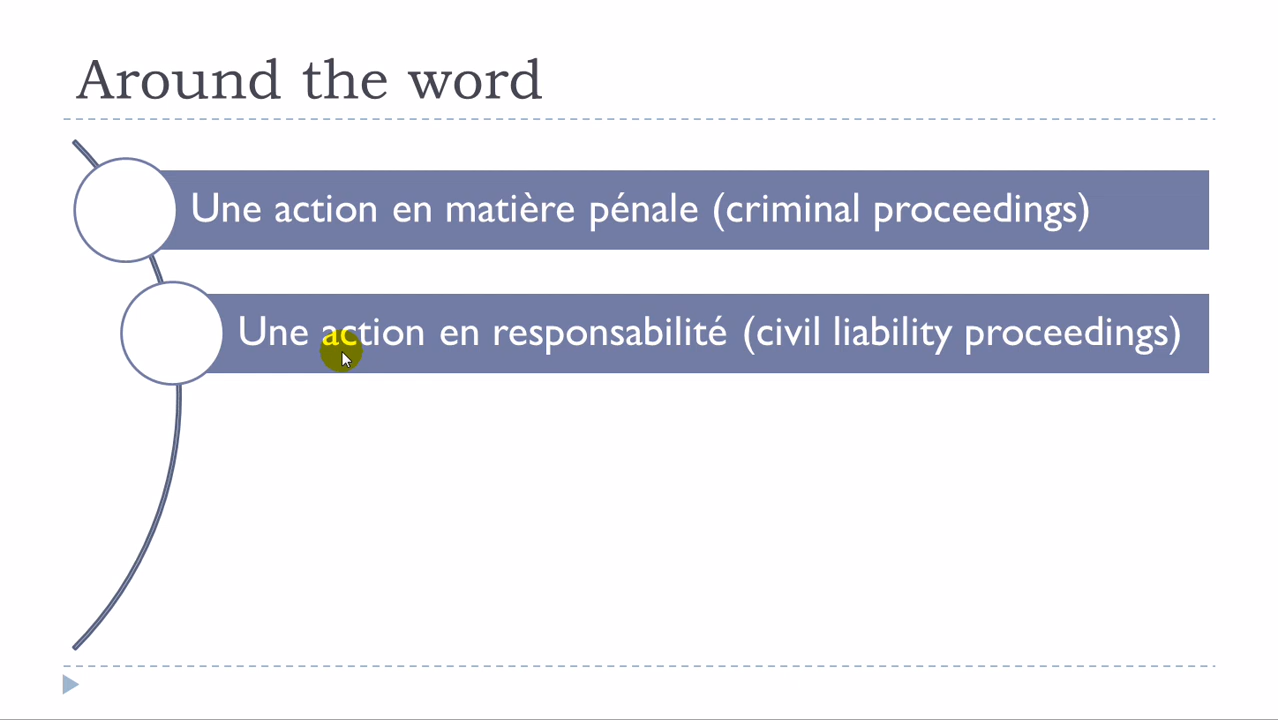 Around the word
Une action en matière pénale (criminal proceedings)
Une action en responsabilité (civil liability proceedings)